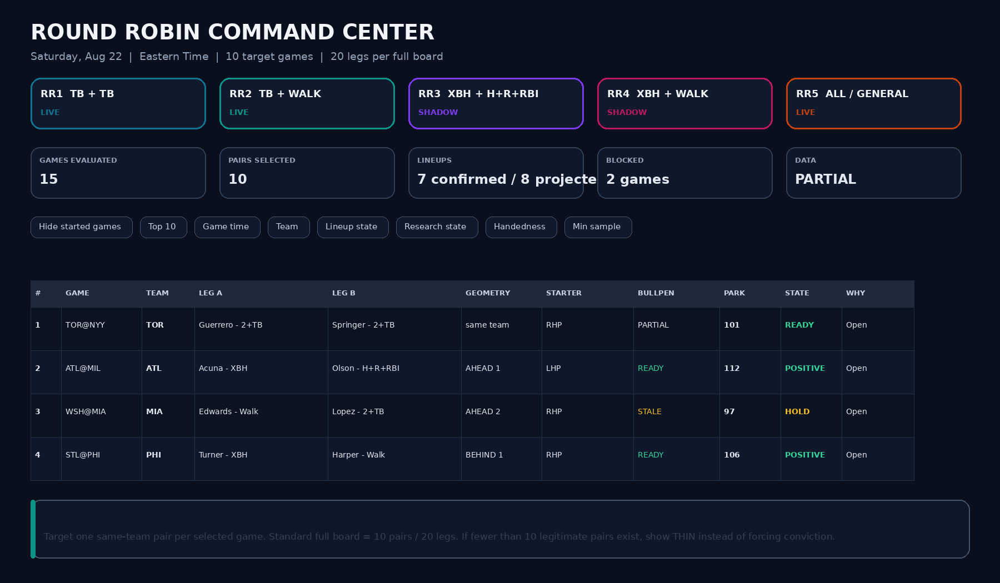 ROUND ROBIN COMMAND CENTER
Saturday, Aug 22 | Eastern Time | 10 target games | 20 legs per full board
RR1 TB + TB
LIVE
RR2 TB + WALK
LIVE
RR3 XBH + H+R+RBI
SHADOW
RR4 XBH + WALK
SHADOW
RR5 ALL / GENERAL
LIVE
GAMES EVALUATED
15
PAIRS SELECTED
10
LINEUPS
7 confirmed / 8 projecte
BLOCKED
2 games
DATA
PARTIAL
Hide started games Top 10 Game time Team Lineup state Research state Handedness Min sample
# GAME TEAM LEG A LEG B GEOMETRY STARTER BULLPEN PARK STATE WHY
1 TOR@NYY TOR Guerrero - 2+TB Springer - 2+TB same team RHP PARTIAL 101 READY Open
2 ATL@MIL ATL Acuna - XBH Olson - H+R+RBI AHEAD 1 LHP READY 112 POSITIVE Open
3 WSH@MIA MIA Edwards - Walk Lopez - 2+TB AHEAD 2 RHP STALE 97 HOLD Open
4 STL@PHI PHI Turner - XBH Harper - Walk BEHIND 1 RHP READY 106 POSITIVE Open
Target one same-team pair per selected game. Standard full board = 10 pairs / 20 legs. If fewer than 10 legitimate pairs exist, show THIN instead of forcing conviction.